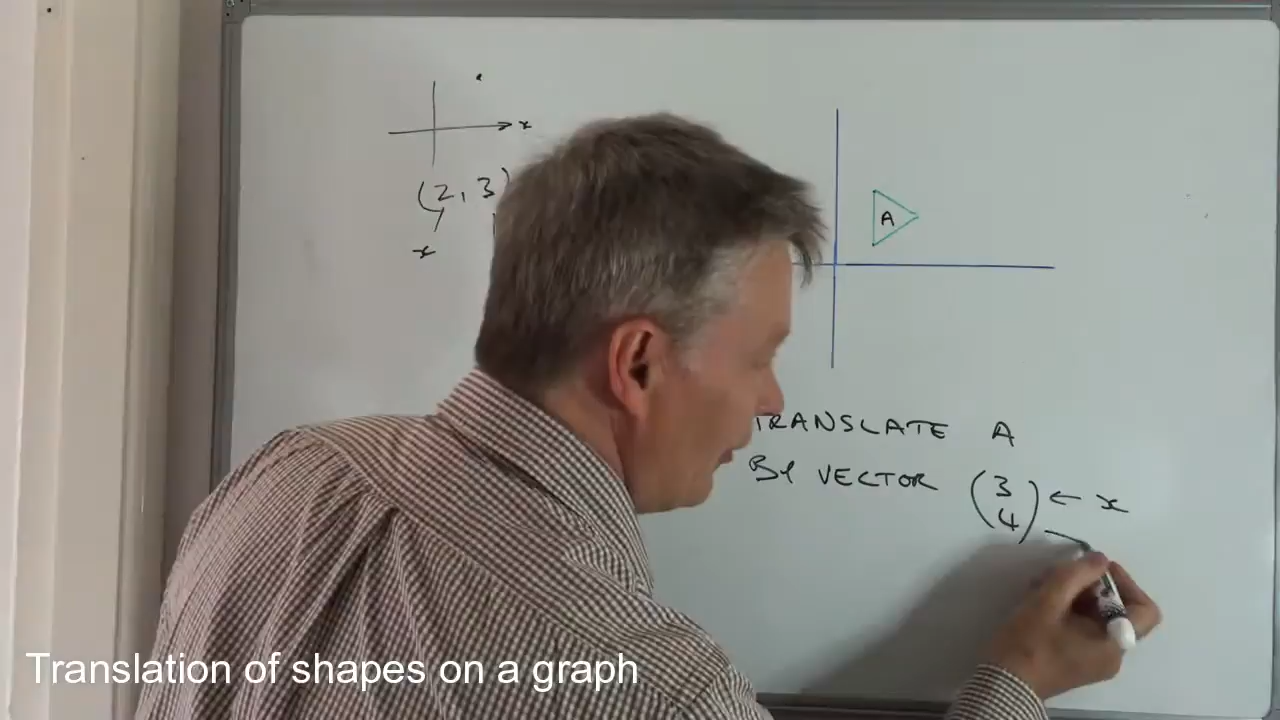 x
(2, 3)
x
A
TRANSLATE A
BY VECTOR (3 4) ← x
Translation of shapes on a graph